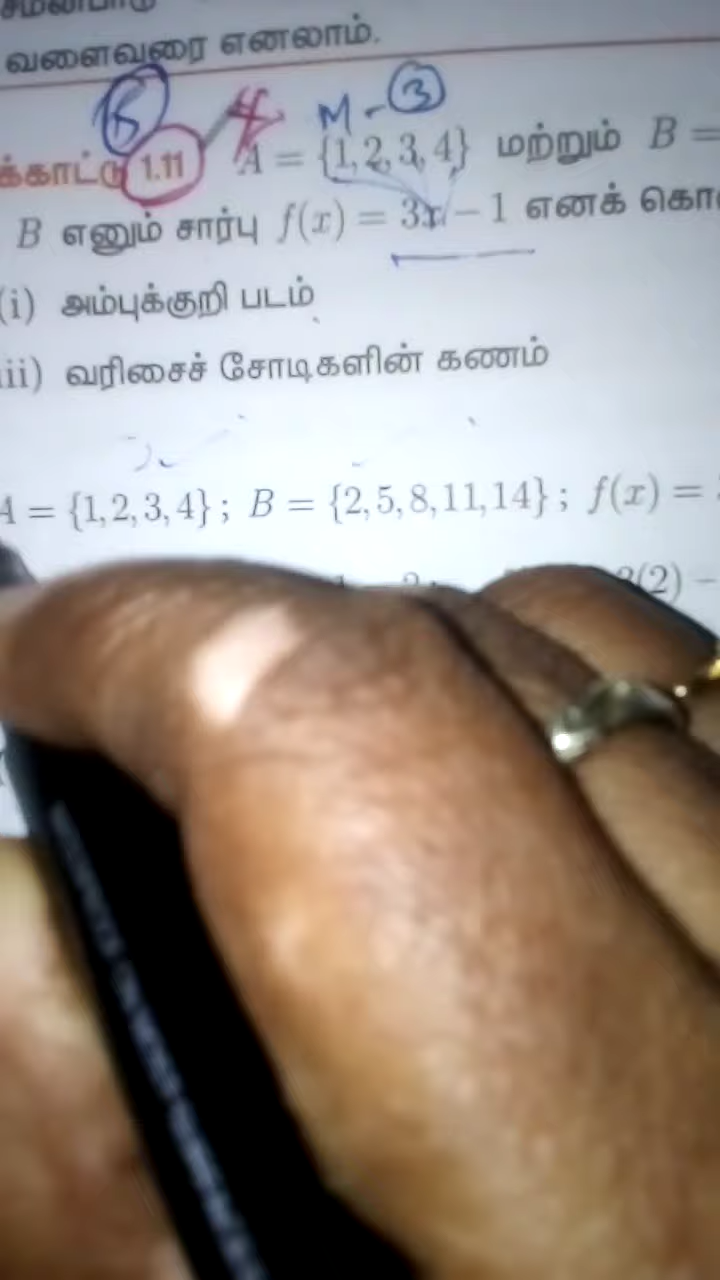 வளைவரை எனலாம்.
5 M - 3
க்காட்டு 1.11 A = {1, 2, 3, 4} மற்றும் B =
B எனும் சார்பு f(x) = 3x - 1 எனக்
(i) அம்புக்குறி படம்
ii) வரிசைச் சோடிகளின் கணம்
A = {1, 2, 3, 4} ; B = {2, 5, 8, 11, 14} ; f(x) =
(2) -